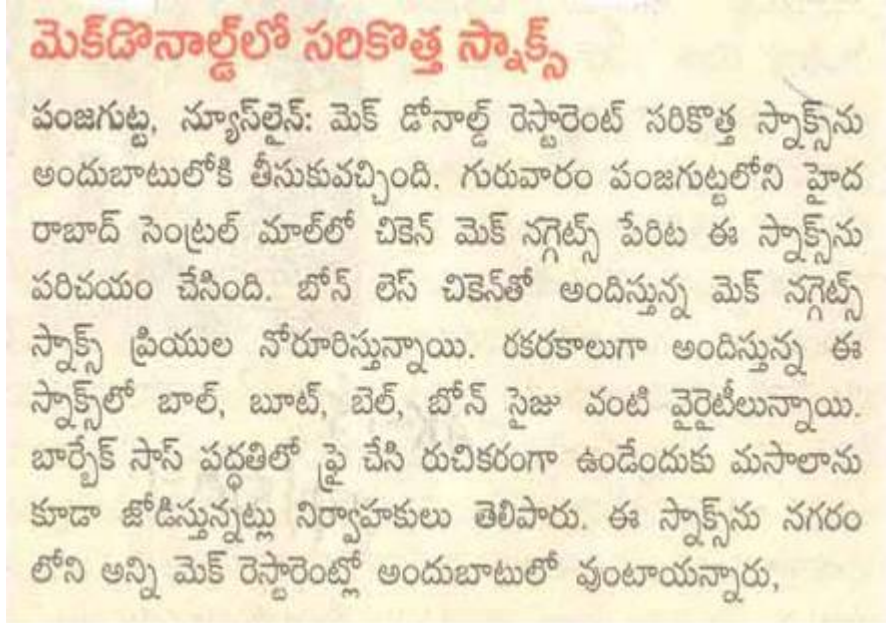 మెక్‌డొనాల్డ్‌లో సరికొత్త స్నాక్స్
పంజగుట్ట, న్యూస్‌లైన్: మెక్ డోనాల్డ్ రెస్టారెంట్ సరికొత్త స్నాక్స్‌ను
అందుబాటులోకి తీసుకువచ్చింది. గురువారం పంజగుట్టలోని హైద
రాబాద్ సెంట్రల్ మాల్‌లో చికెన్ మెక్ నగ్గెట్స్ పేరిట ఈ స్నాక్స్‌ను
పరిచయం చేసింది. బోన్ లెస్ చికెన్‌తో అందిస్తున్న మెక్ నగ్గెట్స్
స్నాక్స్ ప్రియుల నోరూరిస్తున్నాయి. రకరకాలుగా అందిస్తున్న ఈ
స్నాక్స్‌లో బాల్, బూట్, బెల్, బోన్ సైజు వంటి వైరైటీలున్నాయి.
బార్బేక్ సాస్ పద్ధతిలో ఫ్రై చేసి రుచికరంగా ఉండేందుకు మసాలాను
కూడా జోడిస్తున్నట్లు నిర్వాహకులు తెలిపారు. ఈ స్నాక్స్‌ను నగరం
లోని అన్ని మెక్ రెస్టారెంట్లో అందుబాటులో వుంటాయన్నారు,